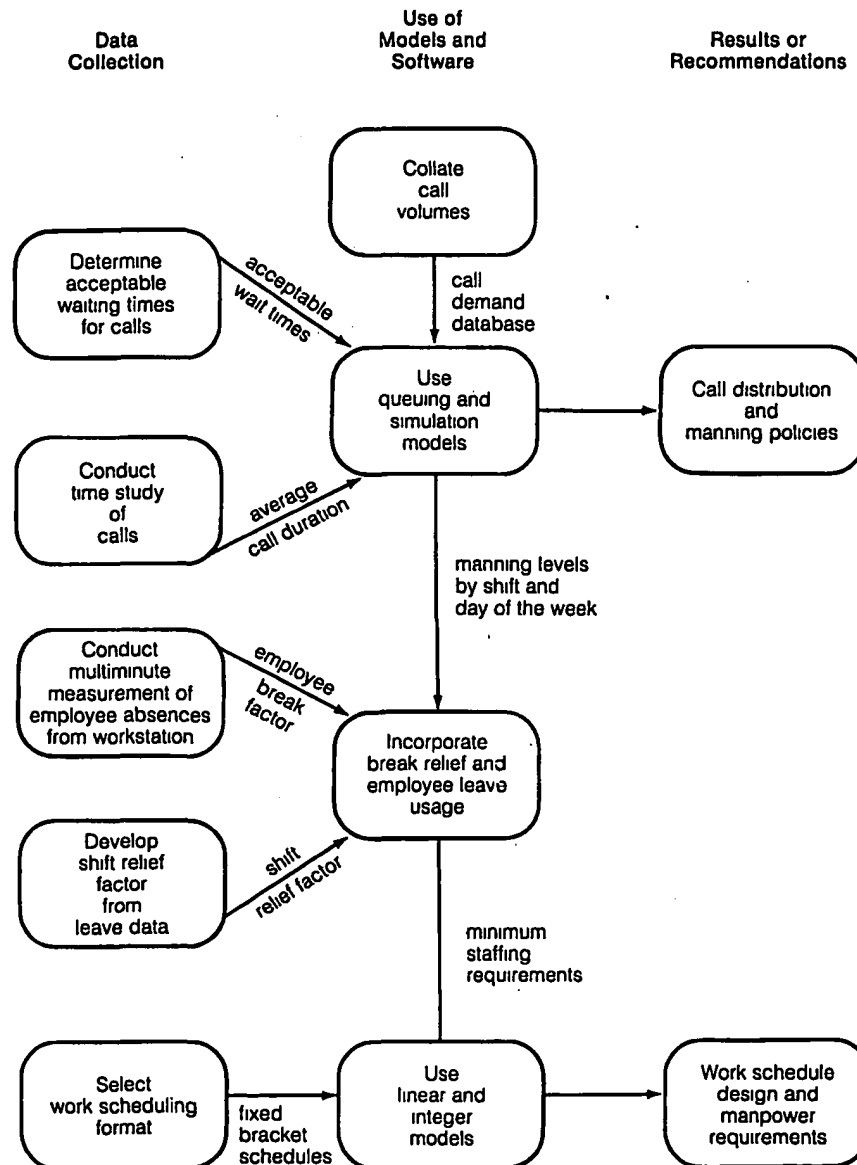 Data
Collection
Use of
Models and
Software
Results or
Recommendations
Collate
call
volumes
Determine
acceptable
waiting times
for calls
acceptable
wait times
call
demand
database
Use
queuing and
simulation
models
Call distribution
and
manning policies
Conduct
time study
of
calls
average
call duration
manning levels
by shift and
day of the week
Conduct
multiminute
measurement of
employee absences
from workstation
employee
break
factor
Incorporate
break relief and
employee leave
usage
Develop
shift relief
factor
from
leave data
shift
relief factor
minimum
staffing
requirements
Select
work scheduling
format
fixed
bracket
schedules
Use
linear and
integer
models
Work schedule
design and
manpower
requirements